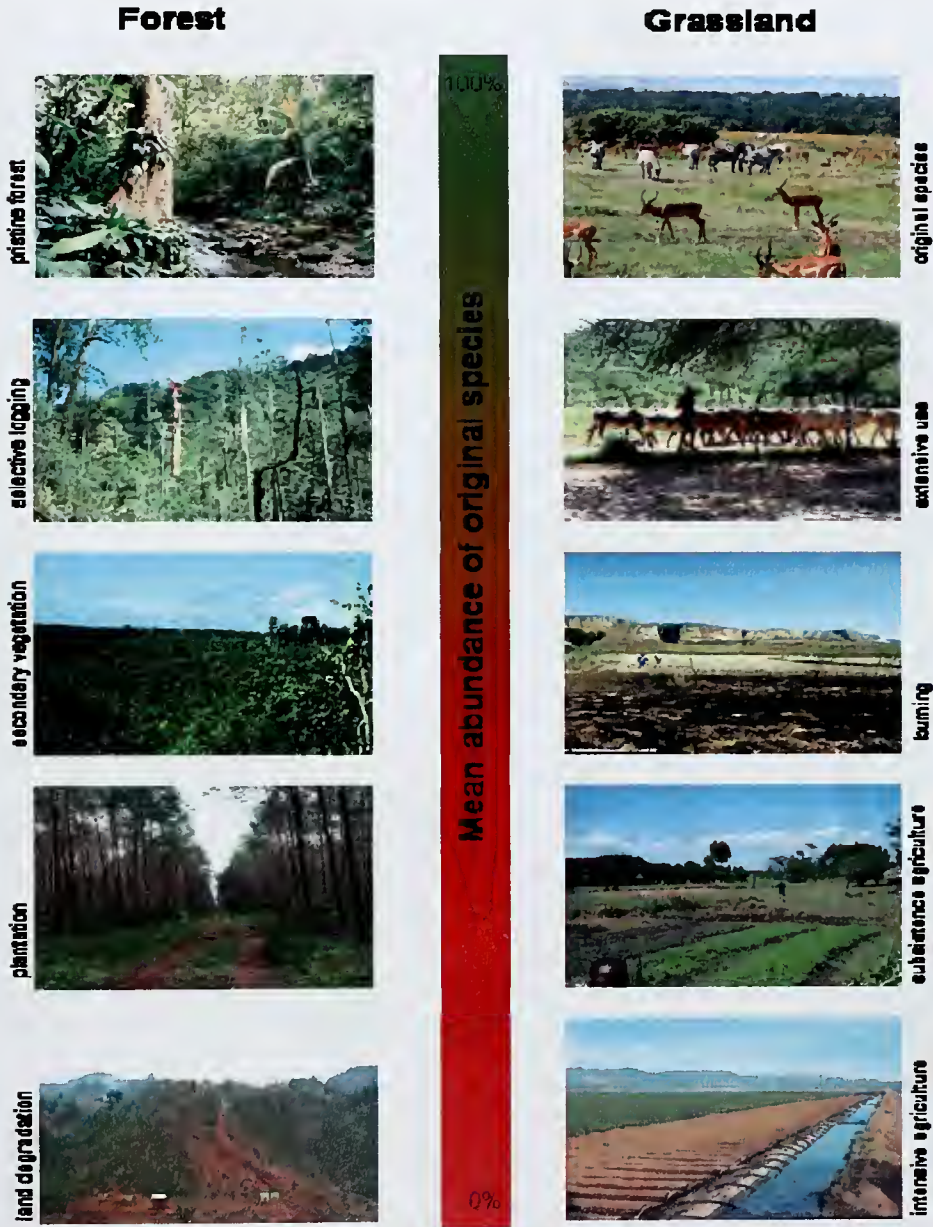 Forest
Grassland
100%
pristine forest
original species
selective logging
extensive use
Mean abundance of original species
secondary vegetation
burning
plantation
subsistence agriculture
land degradation
intensive agriculture
0%